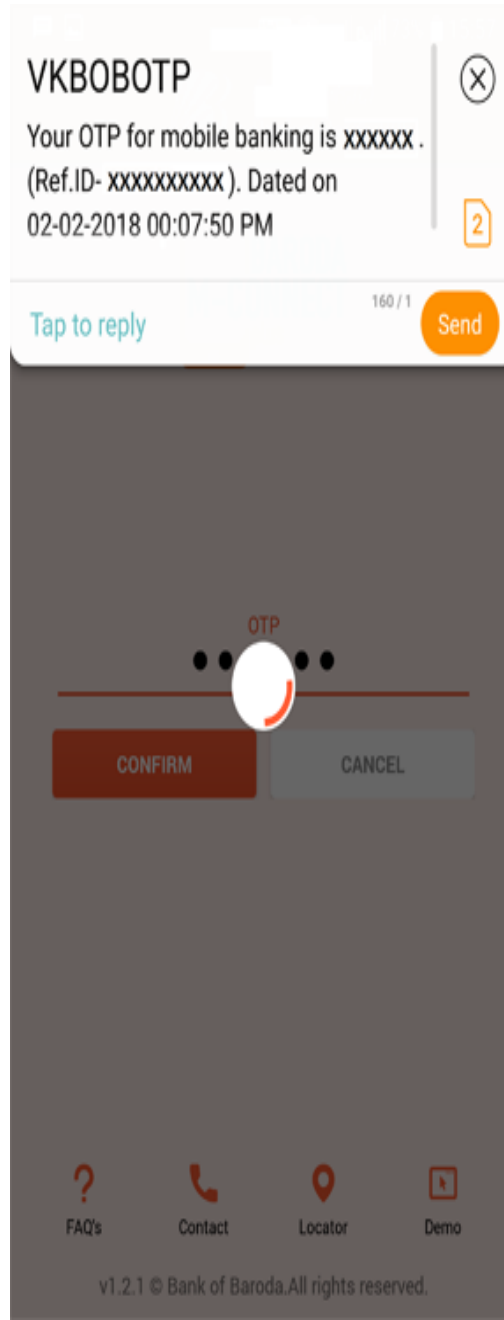 VKBOBOTP
Your OTP for mobile banking is xxxxxx .
(Ref.ID- xxxxxxxxxx ). Dated on
02-02-2018 00:07:50 PM
2
Tap to reply
160 / 1
Send
OTP
CONFIRM
CANCEL
FAQ's
Contact
Locator
Demo
v1.2.1 © Bank of Baroda.All rights reserved.